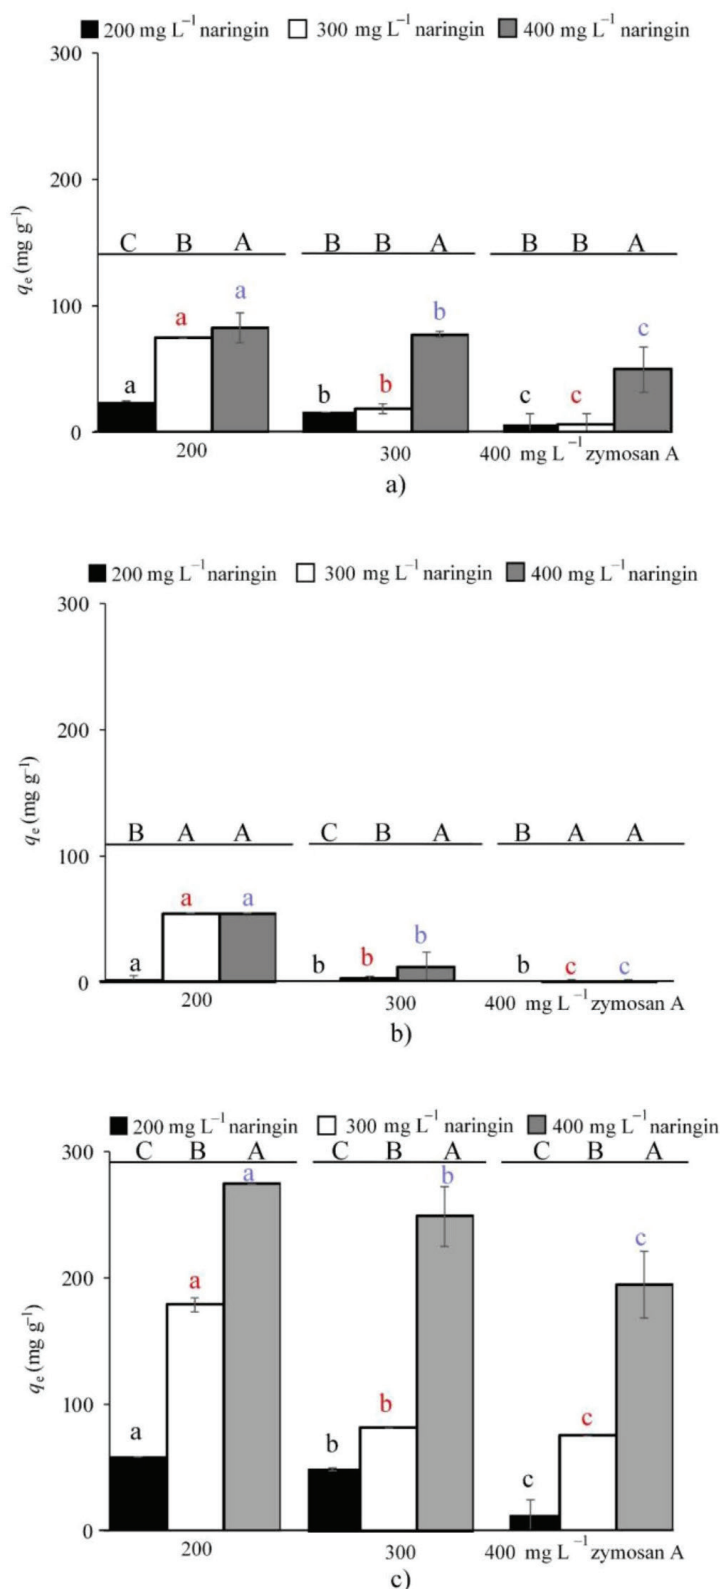 200 mg L⁻¹ naringin 300 mg L⁻¹ naringin 400 mg L⁻¹ naringin
300
200
C B A B B A B B A
qe (mg g⁻¹)
100
a a a b b b c c c
0
200 300 400 mg L⁻¹ zymosan A
a)
200 mg L⁻¹ naringin 300 mg L⁻¹ naringin 400 mg L⁻¹ naringin
300
200
B A A C B A B A A
qe (mg g⁻¹)
100
a a a b b b b c c
0
200 300 400 mg L⁻¹ zymosan A
b)
200 mg L⁻¹ naringin 300 mg L⁻¹ naringin 400 mg L⁻¹ naringin
300
C B A C B A C B A
200
qe (mg g⁻¹)
100
a a a b b b c c c
0
200 300 400 mg L⁻¹ zymosan A
c)